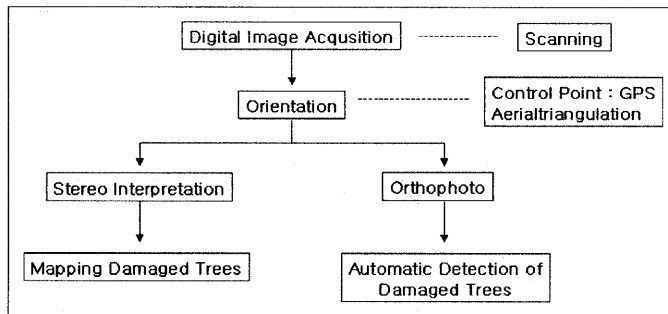 Digital Image Acqusition
Scanning
Orientation
Control Point : GPS
Aerialtriangulation
Stereo Interpretation
Orthophoto
Mapping Damaged Trees
Automatic Detection of
Damaged Trees